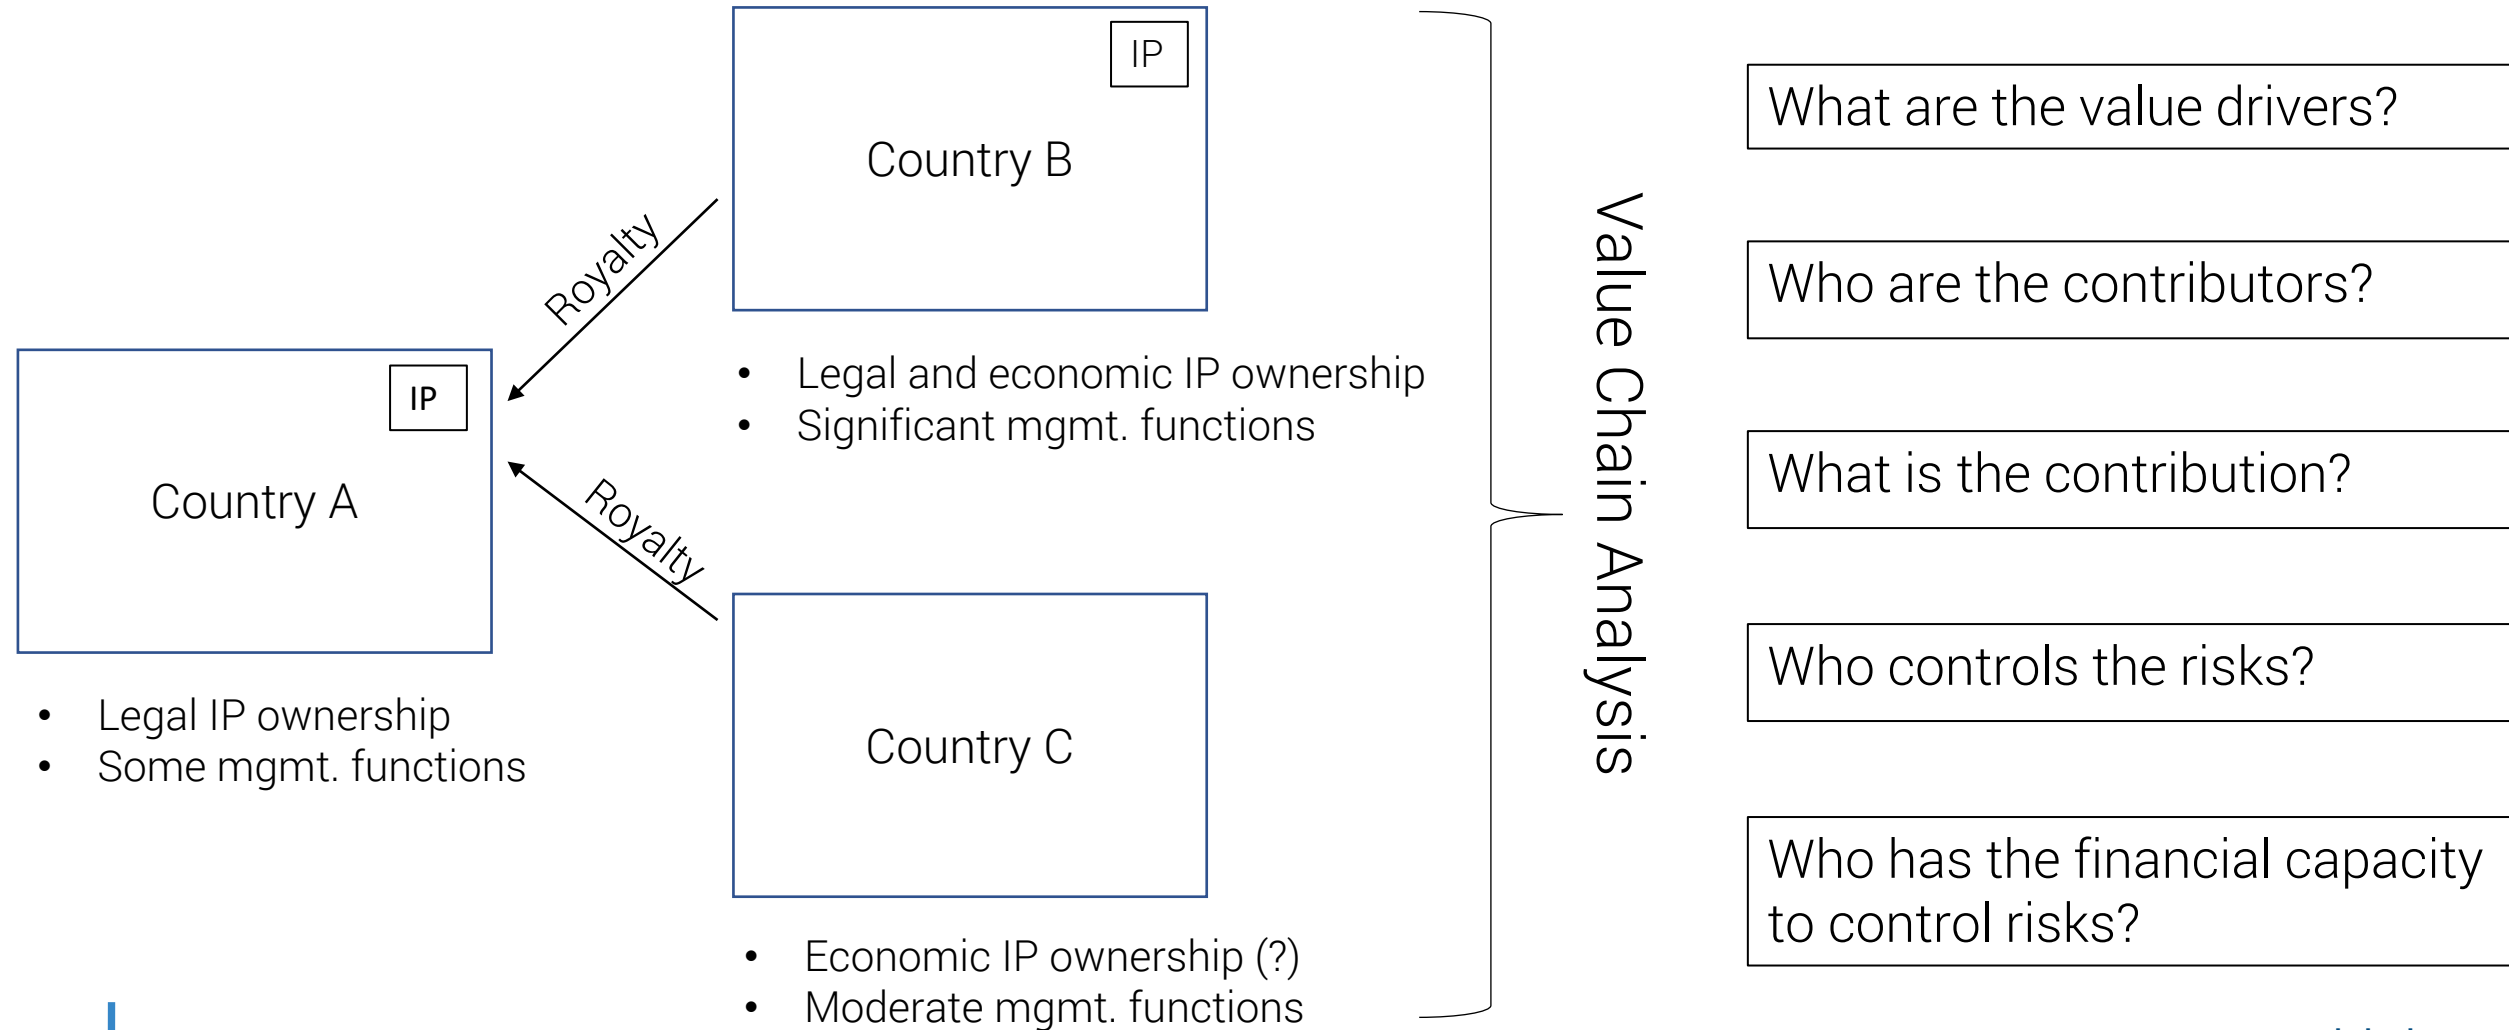 IP
Country B
Royalty
• Legal and economic IP ownership
• Significant mgmt. functions
IP
Country A
• Legal IP ownership
• Some mgmt. functions
Royalty
Country C
• Economic IP ownership (?)
• Moderate mgmt. functions
Value Chain Analysis
What are the value drivers?
Who are the contributors?
What is the contribution?
Who controls the risks?
Who has the financial capacity
to control risks?